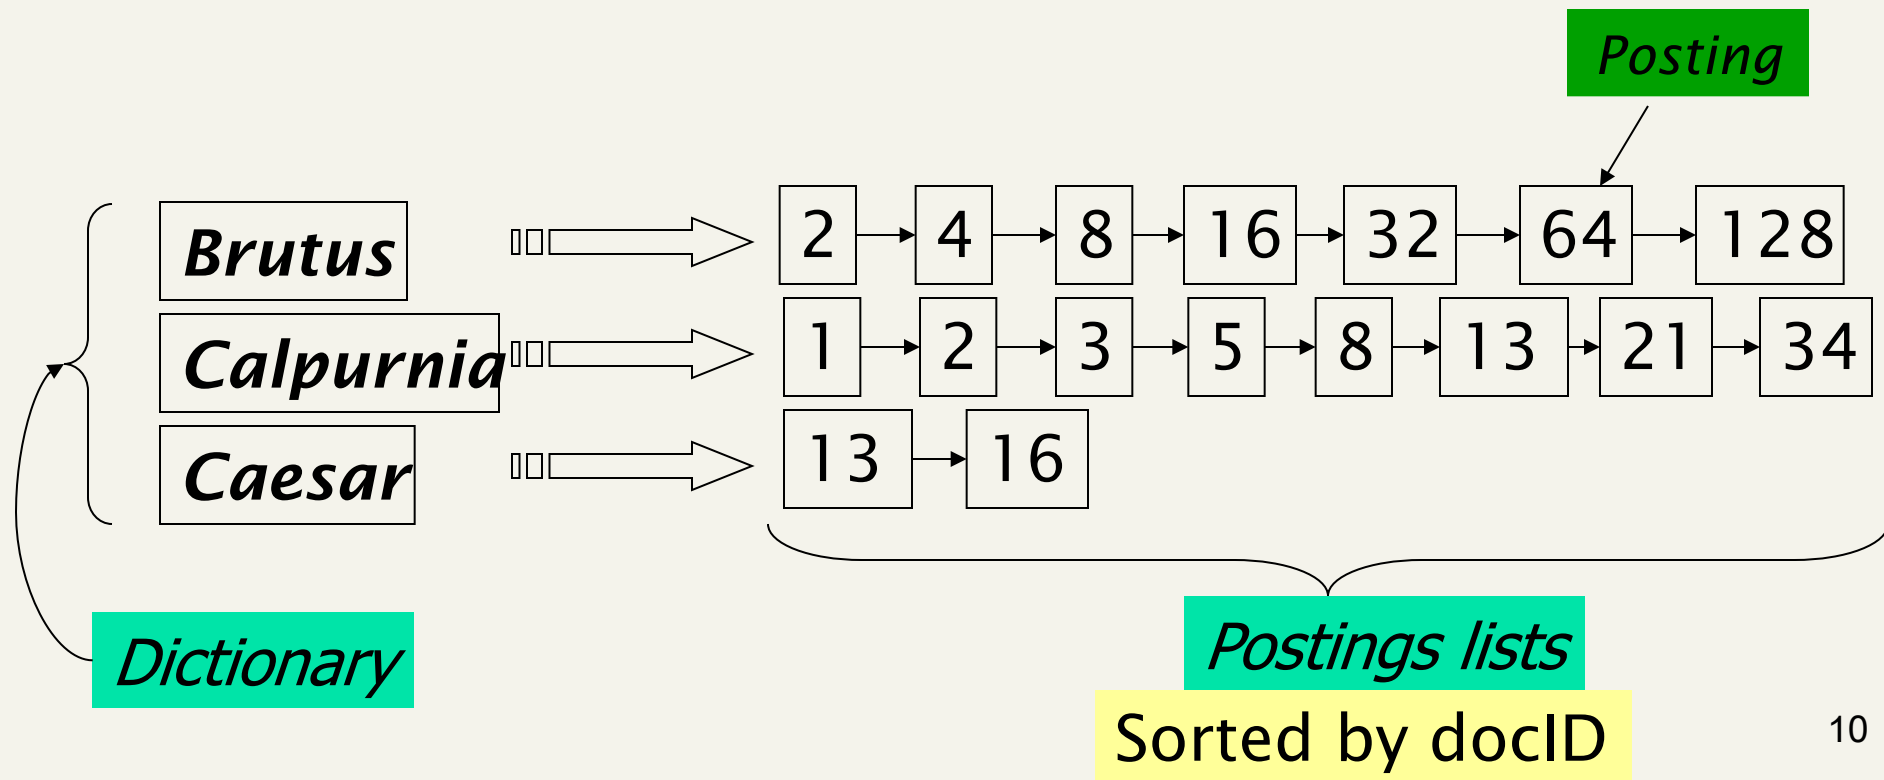 Posting
Brutus 2 4 8 16 32 64 128
Calpurnia 1 2 3 5 8 13 21 34
Caesar 13 16
Dictionary
Postings lists
Sorted by docID
10